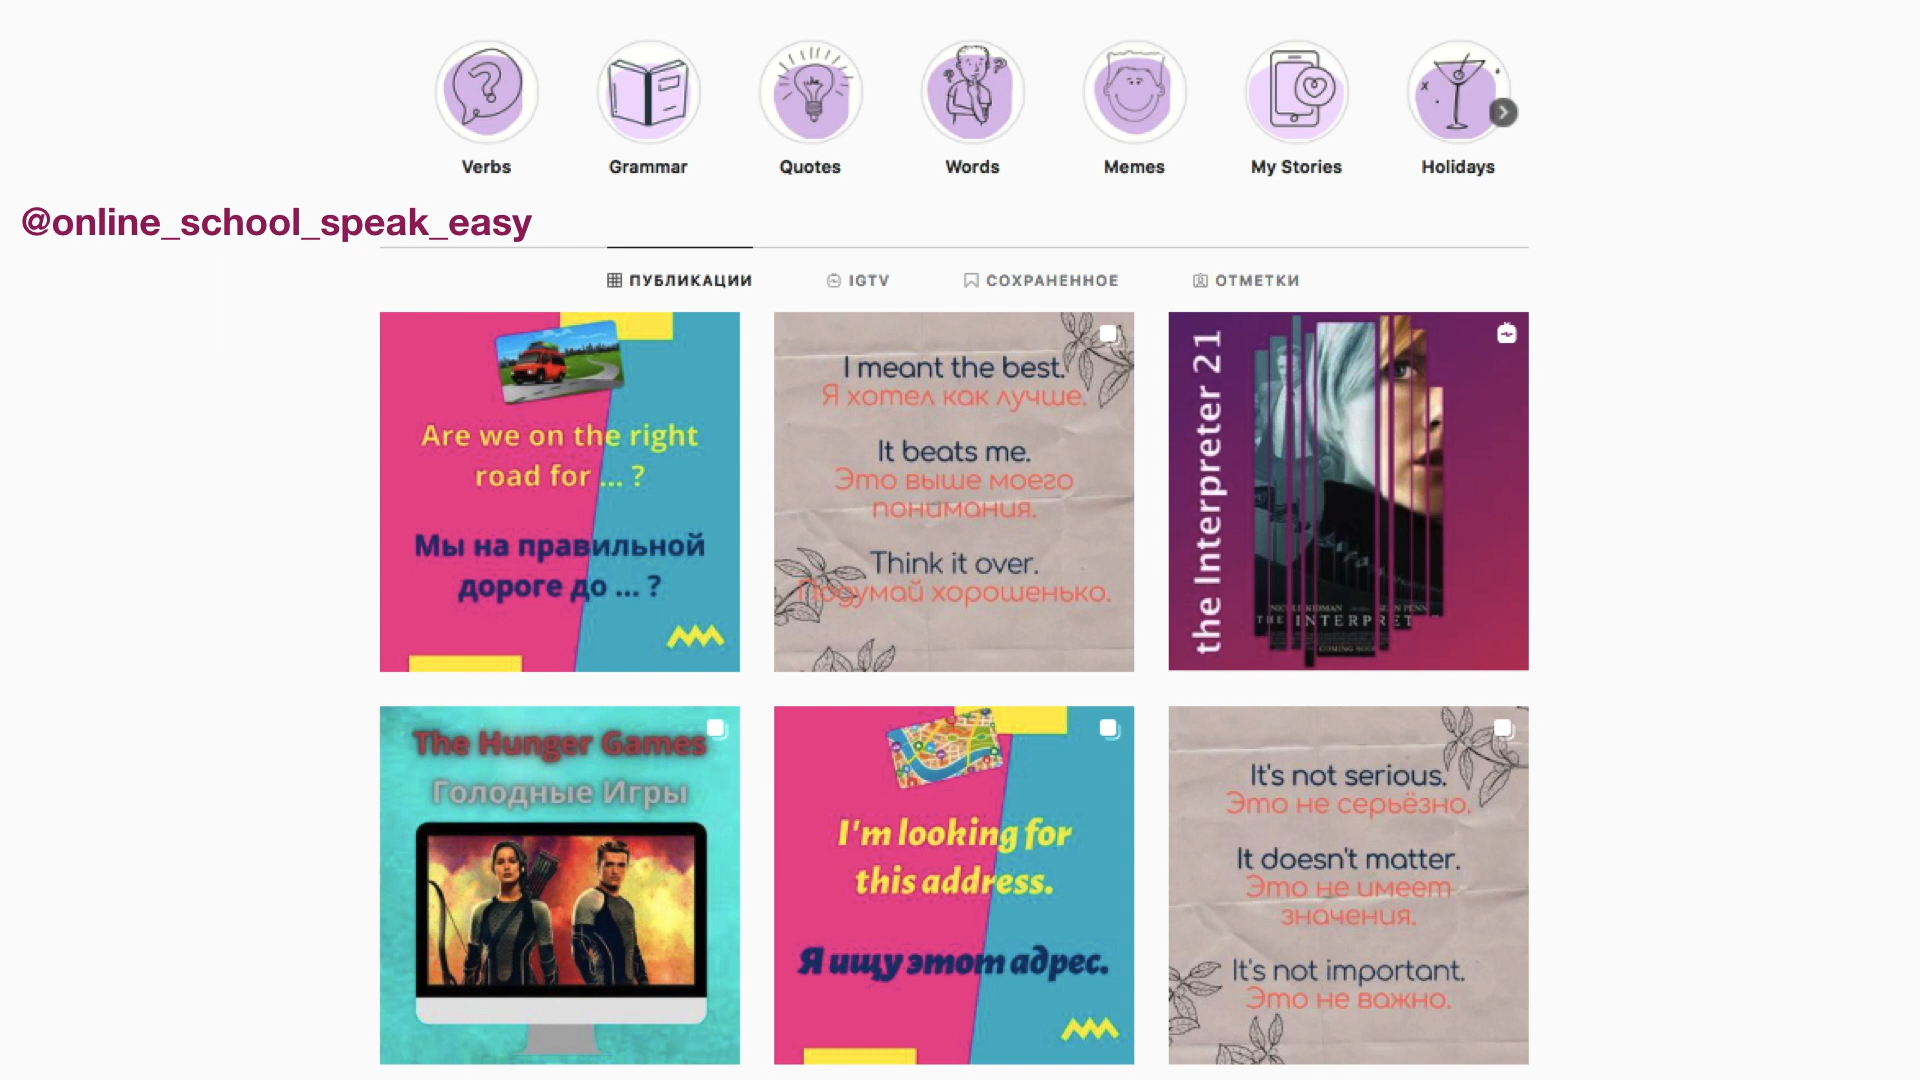 Verbs
Grammar
Quotes
Words
Memes
My Stories
Holidays
@online_school_speak_easy
ПУБЛИКАЦИИ
IGTV
СОХРАНЕННОЕ
ОТМЕТКИ
Are we on the right
road for ... ?
Мы на правильной
дороге до ... ?
I meant the best.
Я хотел как лучше.
It beats me.
Это выше моего
понимания.
Think it over.
Подумай хорошенько.
the Interpreter 21
COMING SOON
The Hunger Games
Голодные Игры
I'm looking for
this address.
Я ищу этот адрес.
It's not serious.
Это не серьёзно.
It doesn't matter.
Это не имеет
значения.
It's not important.
Это не важно.